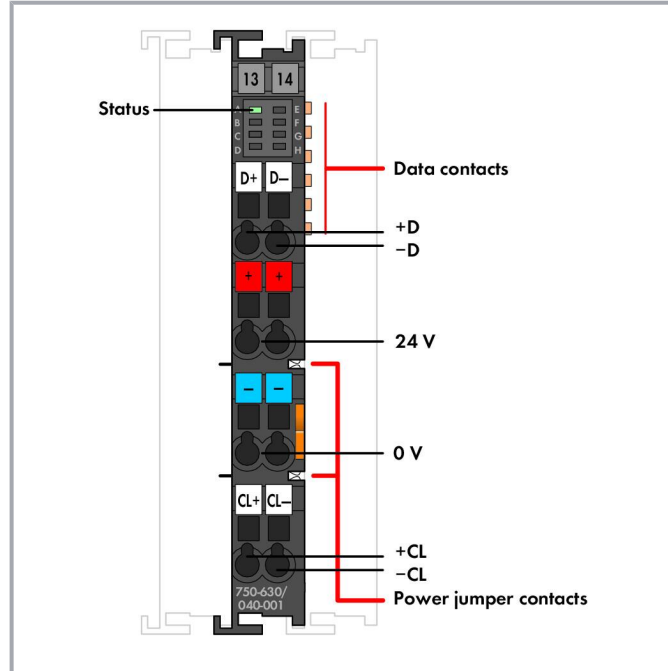 13 14
Status
A E
B F
C G
D H
Data contacts
D+ D—
+D
−D
+ +
24 V
− −
0 V
CL+ CL—
+CL
−CL
750-630/
040-001
Power jumper contacts